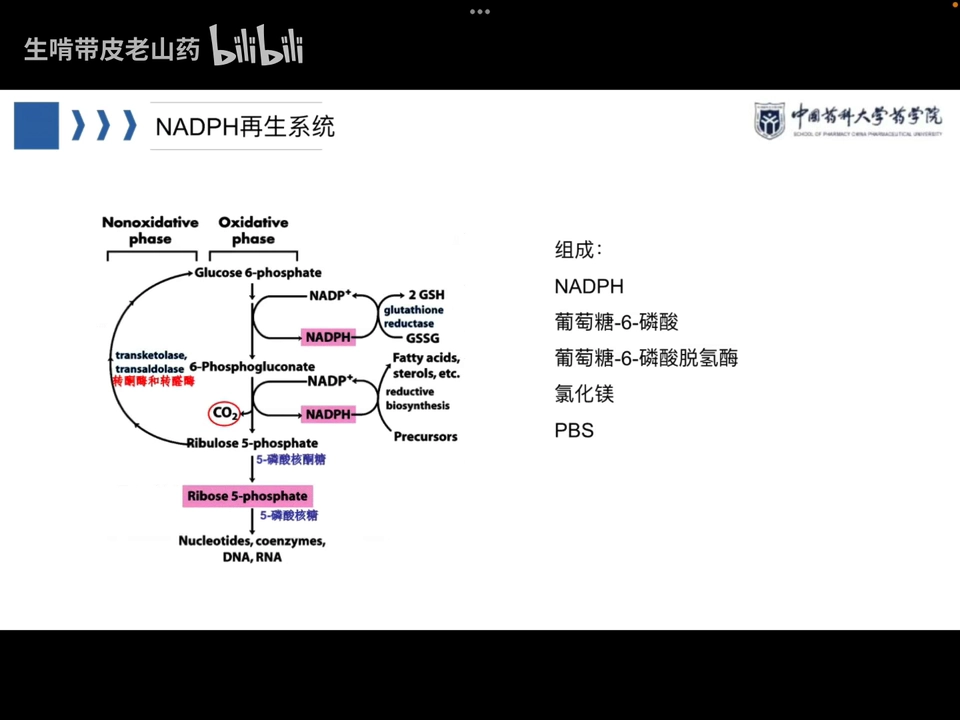 生啃带皮老山药 bilibili
NADPH再生系统
中国药科大学药学院
SCHOOL OF PHARMACY CHINA PHARMACEUTICAL UNIVERSITY
Nonoxidative phase
Oxidative phase
Glucose 6-phosphate
NADP+
2 GSH
glutathione reductase
NADPH
GSSG
transketolase,
transaldolase
转酮酶和转醛酶
6-Phosphogluconate
Fatty acids,
sterols, etc.
NADP+
reductive
biosynthesis
CO2
NADPH
Precursors
Ribulose 5-phosphate
5-磷酸核酮糖
Ribose 5-phosphate
5-磷酸核糖
Nucleotides, coenzymes,
DNA, RNA
组成：
NADPH
葡萄糖-6-磷酸
葡萄糖-6-磷酸脱氢酶
氯化镁
PBS